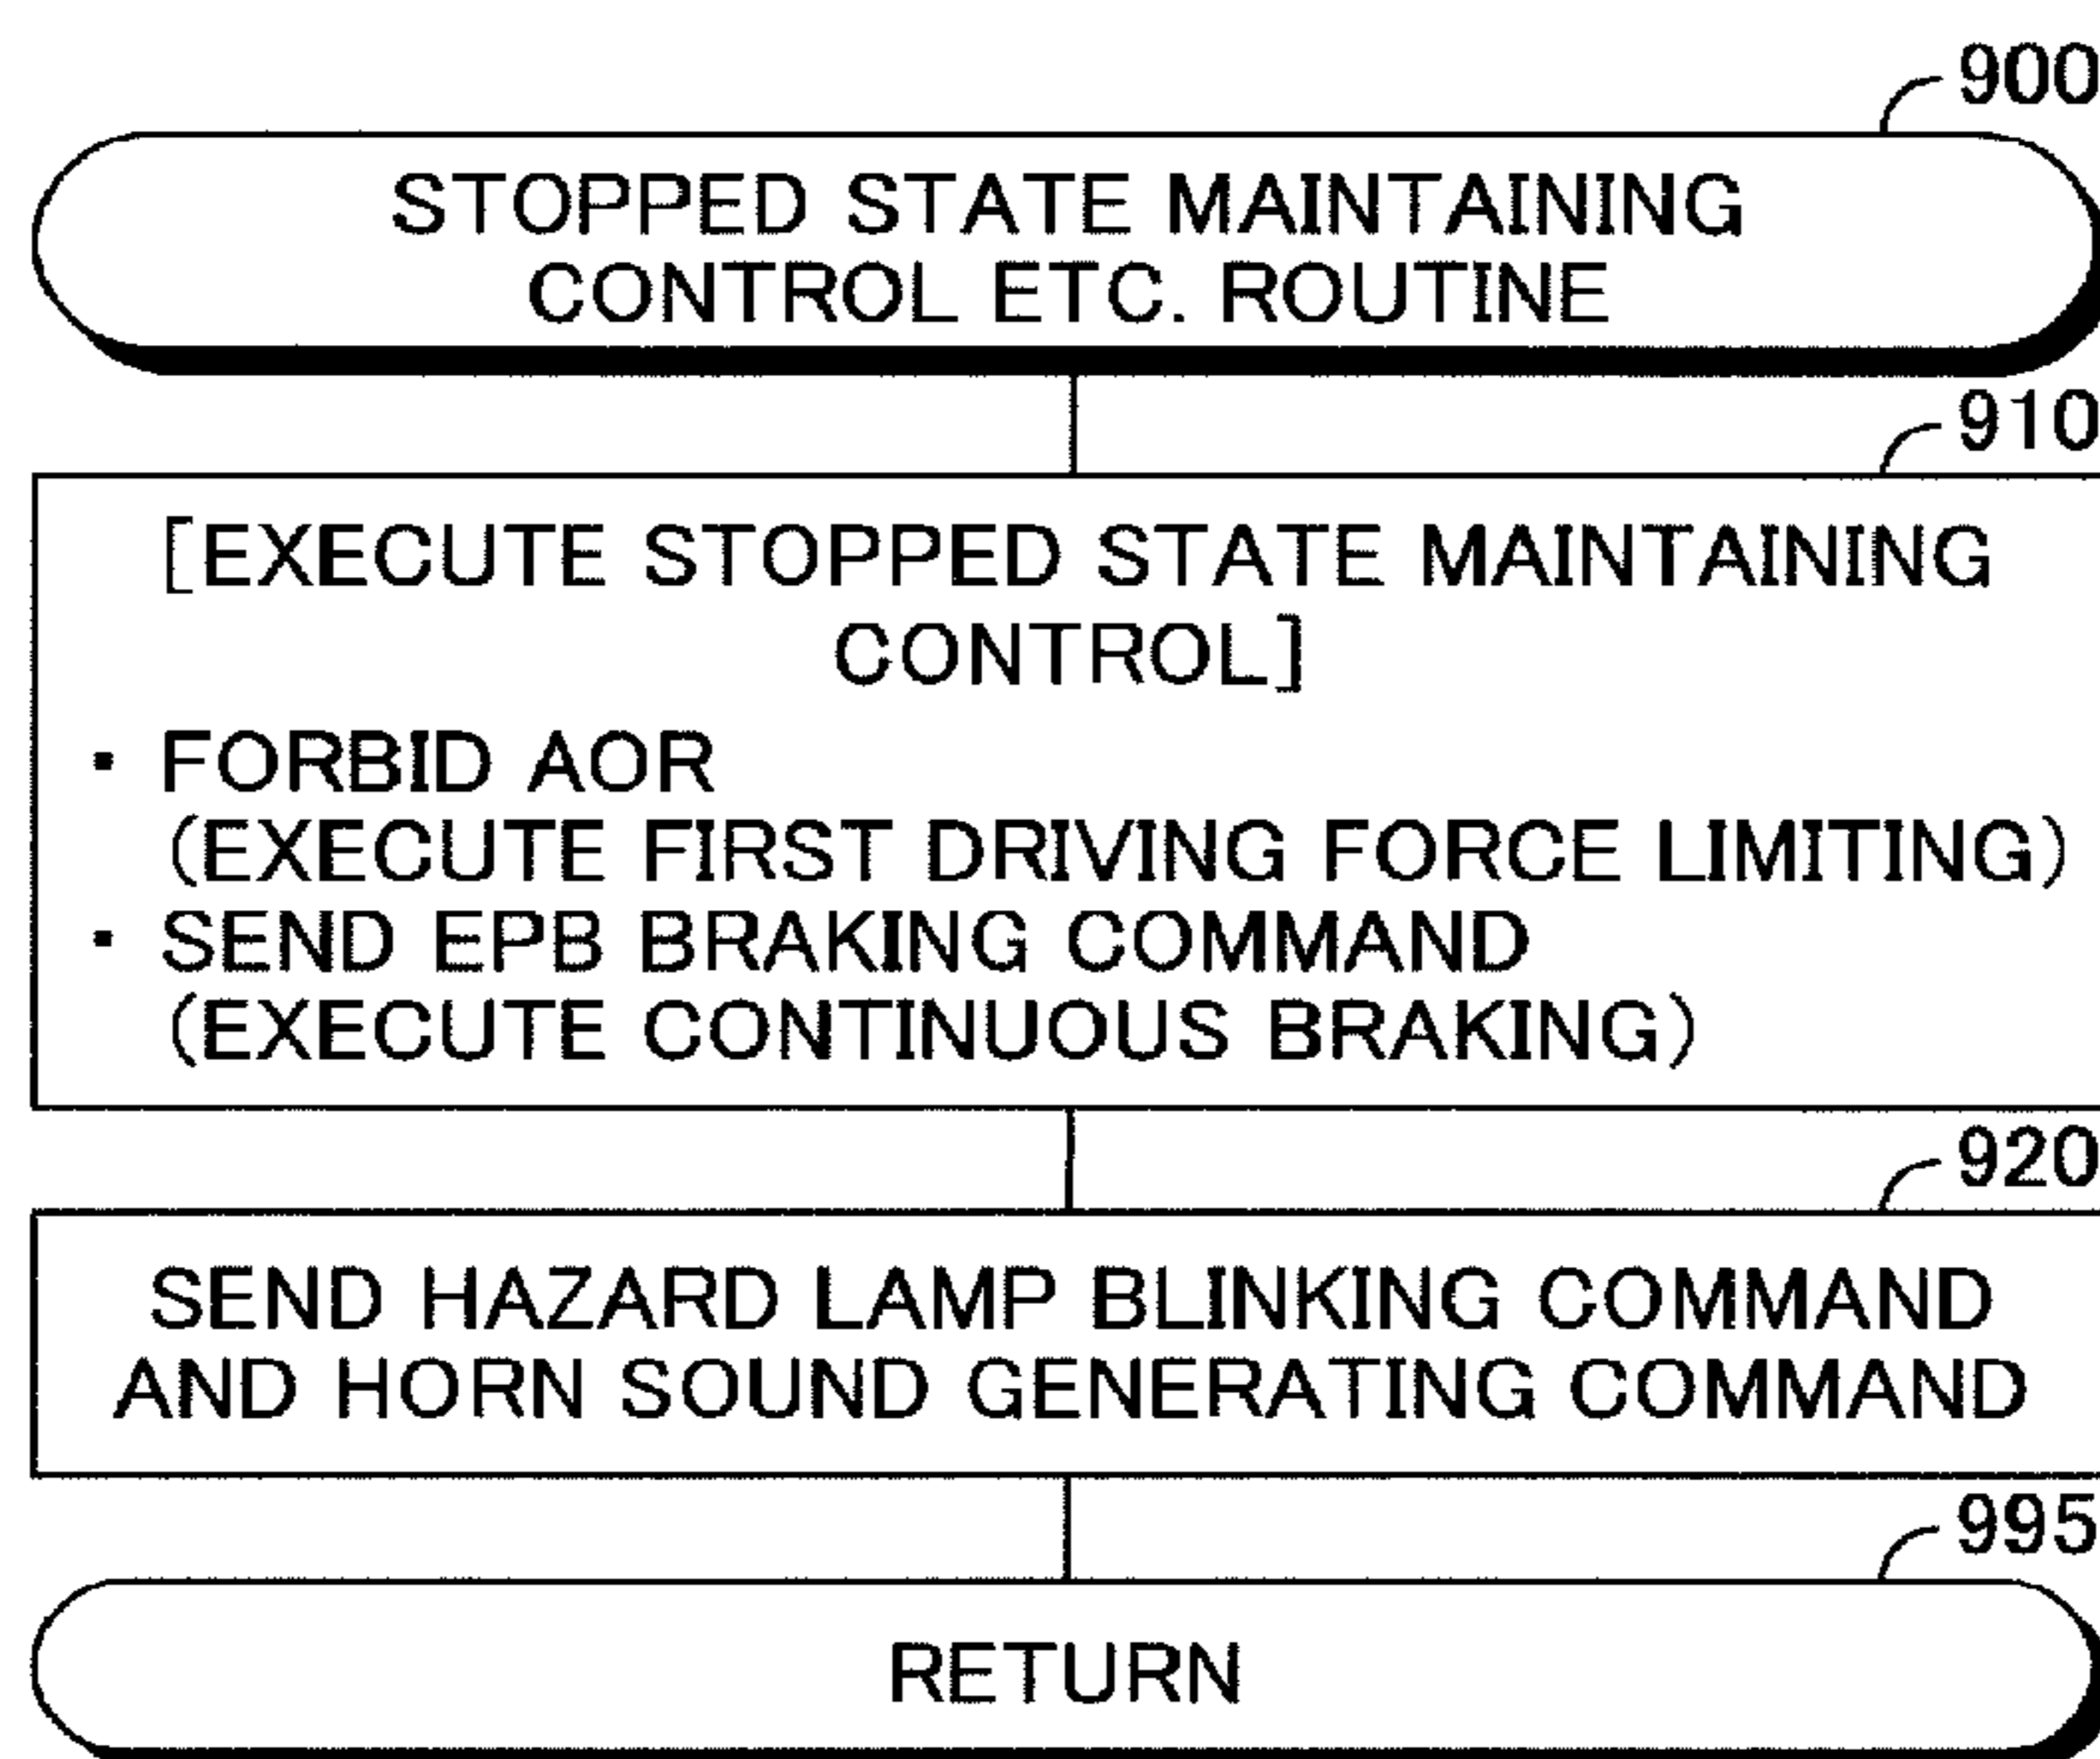 900
STOPPED STATE MAINTAINING
CONTROL ETC. ROUTINE
910
[EXECUTE STOPPED STATE MAINTAINING
CONTROL]
· FORBID AOR
(EXECUTE FIRST DRIVING FORCE LIMITING)
· SEND EPB BRAKING COMMAND
(EXECUTE CONTINUOUS BRAKING)
920
SEND HAZARD LAMP BLINKING COMMAND
AND HORN SOUND GENERATING COMMAND
995
RETURN